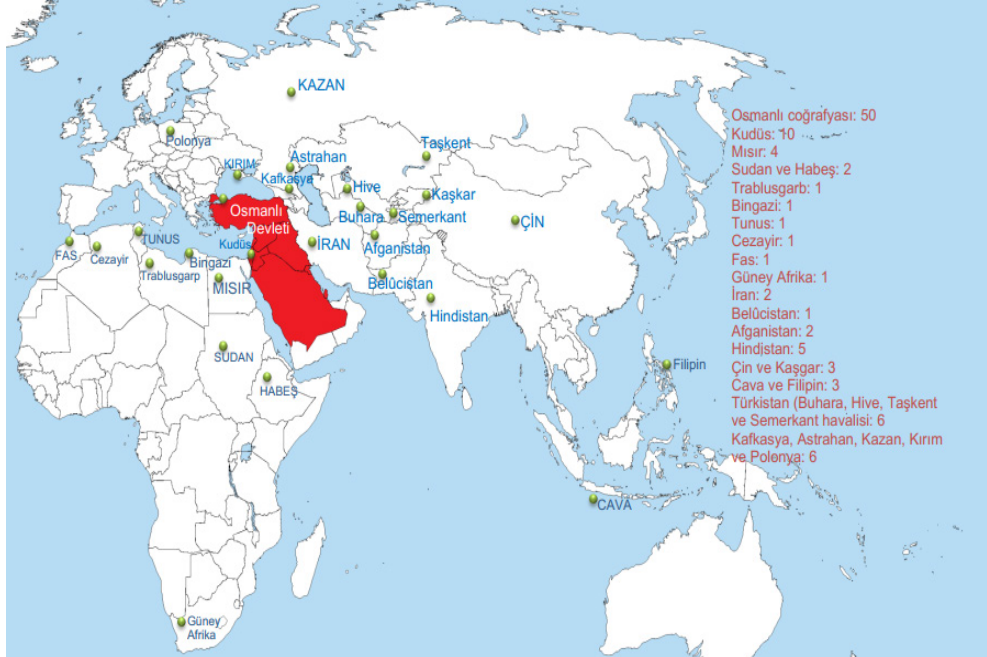 KAZAN
Polonya
Taşkent
Astrahan
KIRIM
Kafkasya
Hive
Kaşkar
Osmanlı
Devleti
Buhara
Semerkant
ÇİN
TUNUS
FAS
Cezayir
Kudüs
İRAN
Afganistan
Bingazi
Trablusgarp
MISIR
Belûcistan
Hindistan
SUDAN
HABEŞ
Filipin
CAVA
Güney
Afrika
Osmanlı coğrafyası: 50
Kudüs: 10
Mısır: 4
Sudan ve Habeş: 2
Trablusgarb: 1
Bingazi: 1
Tunus: 1
Cezayir: 1
Fas: 1
Güney Afrika: 1
İran: 2
Belûcistan: 1
Afganistan: 2
Hindistan: 5
Çin ve Kaşgar: 3
Cava ve Filipin: 3
Türkistan (Buhara, Hive, Taşkent
ve Semerkant havalisi: 6
Kafkasya, Astrahan, Kazan, Kırım
ve Polonya: 6